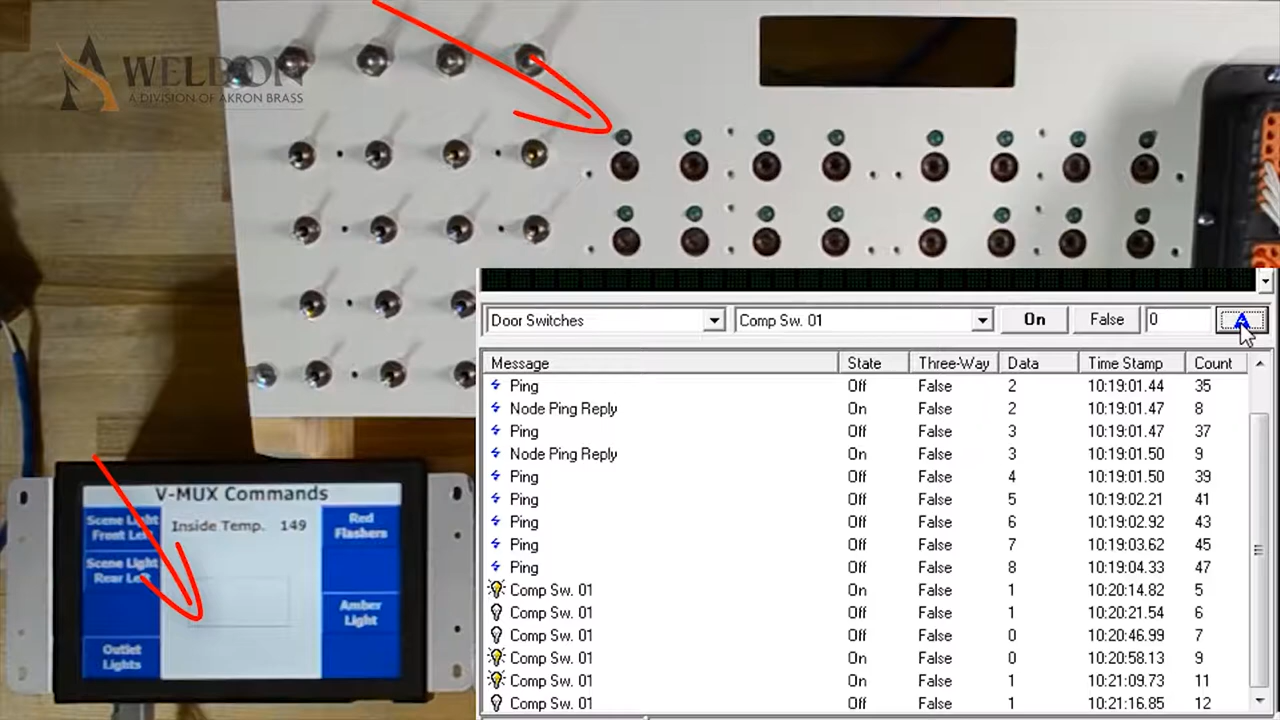 WELDON
A DIVISION OF AKRON BRASS
V-MUX Commands
Scene Light
Front Left
Inside Temp. 149
Red
Flashers
Scene Light
Rear Left
Amber
Light
Outlet
Lights
Door Switches Comp Sw. 01 On False 0 A
Message State Three-Way Data Time Stamp Count
Ping Off False 2 10:19:01.44 35
Node Ping Reply On False 2 10:19:01.47 8
Ping Off False 3 10:19:01.47 37
Node Ping Reply On False 3 10:19:01.50 9
Ping Off False 4 10:19:01.50 39
Ping Off False 5 10:19:02.21 41
Ping Off False 6 10:19:02.92 43
Ping Off False 7 10:19:03.62 45
Ping Off False 8 10:19:04.33 47
Comp Sw. 01 On False 1 10:20:14.82 5
Comp Sw. 01 Off False 1 10:20:21.54 6
Comp Sw. 01 Off False 0 10:20:46.99 7
Comp Sw. 01 On False 0 10:20:58.13 9
Comp Sw. 01 On False 1 10:21:09.73 11
Comp Sw. 01 Off False 1 10:21:16.85 12